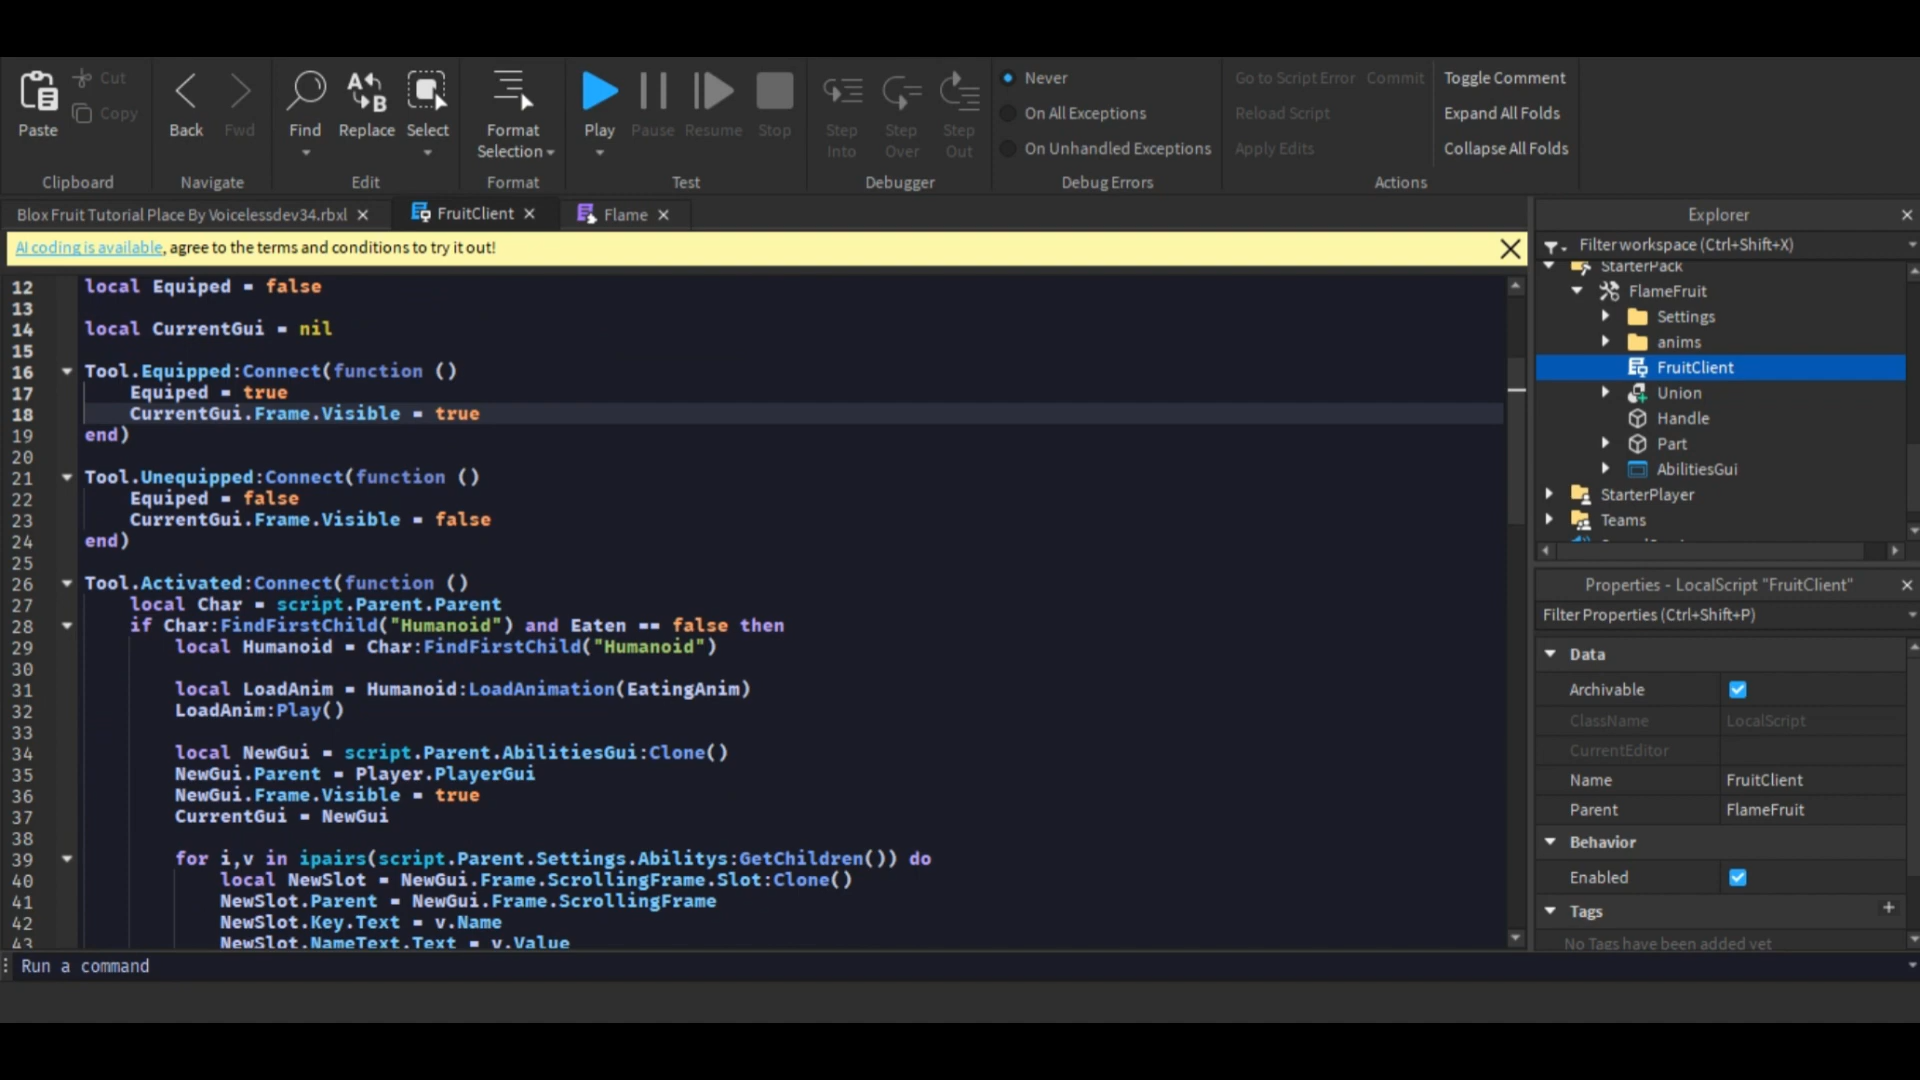 Paste
Cut
Copy
Clipboard
Back
Fwd
Navigate
Find
Replace
Select
Edit
Format
Selection
Format
Play
Pause
Resume
Stop
Test
Step
Into
Step
Over
Step
Out
Debugger
Never
On All Exceptions
On Unhandled Exceptions
Debug Errors
Go to Script Error
Commit
Reload Script
Apply Edits
Toggle Comment
Expand All Folds
Collapse All Folds
Actions
Blox Fruit Tutorial Place By Voicelessdev34.rbxl
FruitClient
Flame
AI coding is available, agree to the terms and conditions to try it out!
12 local Equiped = false
13
14 local CurrentGui = nil
15
16 Tool.Equipped:Connect(function ()
17 Equiped = true
18 CurrentGui.Frame.Visible = true
19 end)
20
21 Tool.Unequipped:Connect(function ()
22 Equiped = false
23 CurrentGui.Frame.Visible = false
24 end)
25
26 Tool.Activated:Connect(function ()
27 local Char = script.Parent.Parent
28 if Char:FindFirstChild("Humanoid") and Eaten == false then
29 local Humanoid = Char:FindFirstChild("Humanoid")
30
31 local LoadAnim = Humanoid:LoadAnimation(EatingAnim)
32 LoadAnim:Play()
33
34 local NewGui = script.Parent.AbilitiesGui:Clone()
35 NewGui.Parent = Player.PlayerGui
36 NewGui.Frame.Visible = true
37 CurrentGui = NewGui
38
39 for i,v in ipairs(script.Parent.Settings.Abilitys:GetChildren()) do
40 local NewSlot = NewGui.Frame.ScrollingFrame.Slot:Clone()
41 NewSlot.Parent = NewGui.Frame.ScrollingFrame
42 NewSlot.Key.Text = v.Name
43 NewSlot.NameText.Text = v.Value
Run a command
Explorer
Filter workspace (Ctrl+Shift+X)
StarterPack
FlameFruit
Settings
anims
FruitClient
Union
Handle
Part
AbilitiesGui
StarterPlayer
Teams
Properties - LocalScript "FruitClient"
Filter Properties (Ctrl+Shift+P)
Data
Archivable
ClassName LocalScript
CurrentEditor
Name FruitClient
Parent FlameFruit
Behavior
Enabled
Tags
No Tags have been added yet